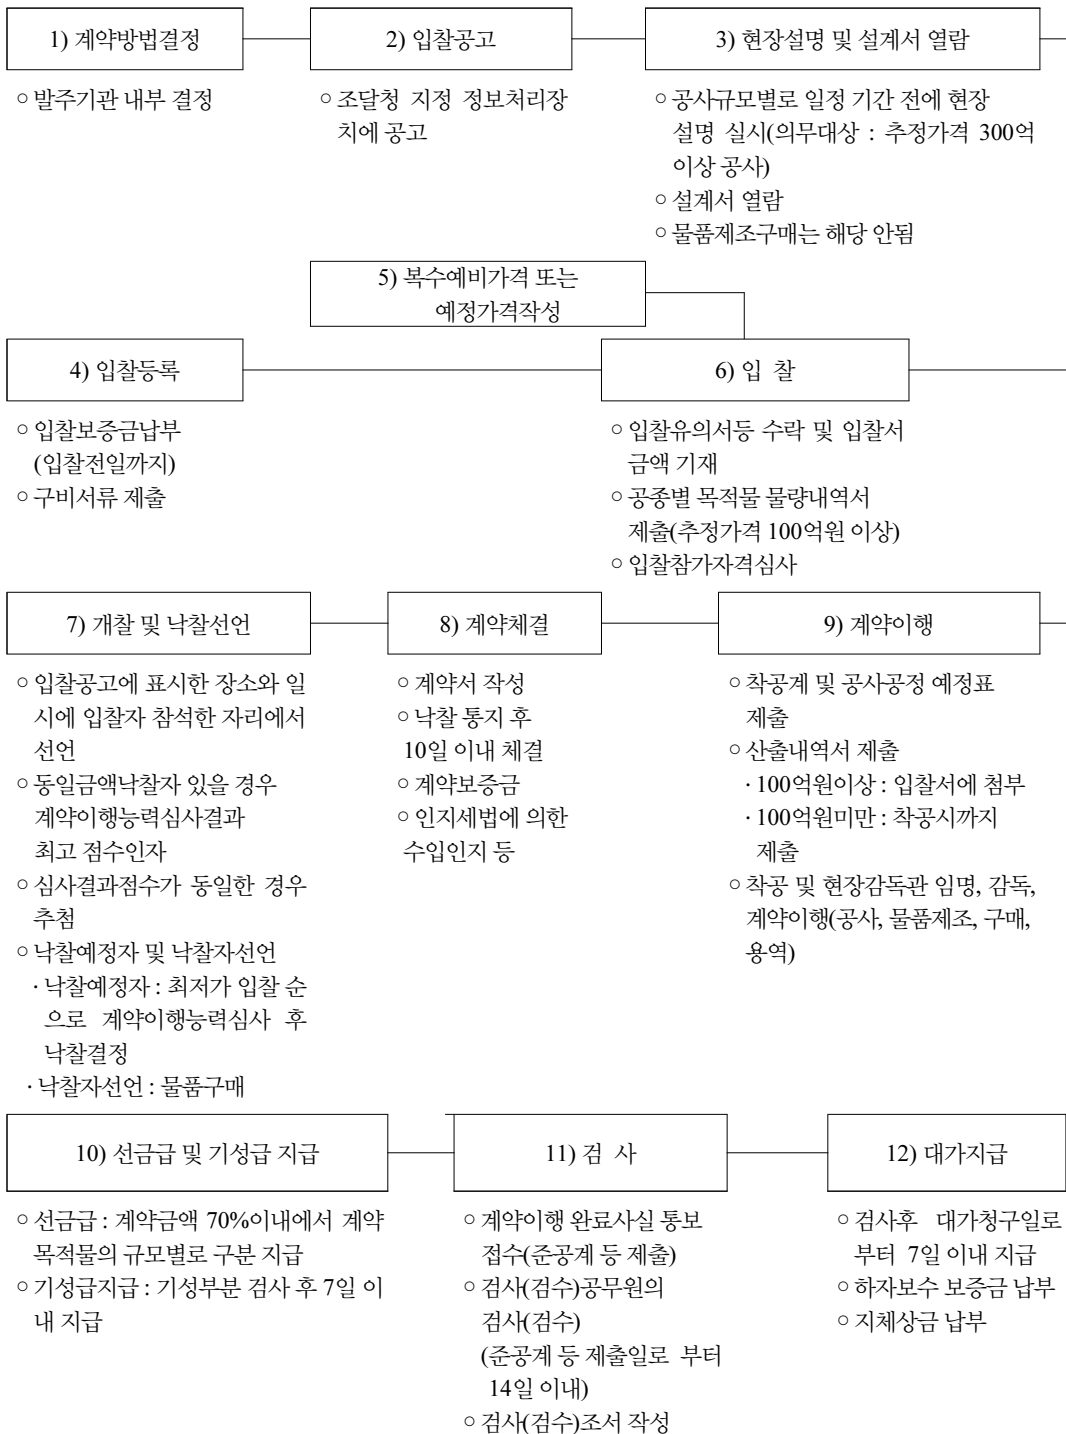 1) 계약방법결정
2) 입찰공고
3) 현장설명 및 설계서 열람
○ 발주기관 내부 결정
○ 조달청 지정 정보처리장
치에 공고
○ 공사규모별로 일정 기간 전에 현장
설명 실시(의무대상 : 추정가격 300억
이상 공사)
○ 설계서 열람
○ 물품제조구매는 해당 안됨
5) 복수예비가격 또는
예정가격작성
4) 입찰등록
6) 입 찰
○ 입찰보증금납부
(입찰전일까지)
○ 구비서류 제출
○ 입찰유의서등 수락 및 입찰서
금액 기재
○ 공종별 목적물 물량내역서
제출(추정가격 100억원 이상)
○ 입찰참가자격심사
7) 개찰 및 낙찰선언
8) 계약체결
9) 계약이행
○ 입찰공고에 표시한 장소와 일
시에 입찰자 참석한 자리에서
선언
○ 동일금액낙찰자 있을 경우
계약이행능력심사결과
최고 점수인자
○ 심사결과점수가 동일한 경우
추첨
○ 낙찰예정자 및 낙찰자선언
· 낙찰예정자 : 최저가 입찰 순
으로 계약이행능력심사 후
낙찰결정
· 낙찰자선언 : 물품구매
○ 계약서 작성
○ 낙찰 통지 후
10일 이내 체결
○ 계약보증금
○ 인지세법에 의한
수입인지 등
○ 착공계 및 공사공정 예정표
제출
○ 산출내역서 제출
· 100억원이상 : 입찰서에 첨부
· 100억원미만 : 착공시까지
제출
○ 착공 및 현장감독관 임명, 감독,
계약이행(공사, 물품제조, 구매,
용역)
10) 선금급 및 기성급 지급
11) 검 사
12) 대가지급
○ 선금급 : 계약금액 70%이내에서 계약
목적물의 규모별로 구분 지급
○ 기성급지급 : 기성부분 검사 후 7일 이
내 지급
○ 계약이행 완료사실 통보
접수(준공계 등 제출)
○ 검사(검수)공무원의
검사(검수)
(준공계 등 제출일로 부터
14일 이내)
○ 검사(검수)조서 작성
○ 검사후 대가청구일로
부터 7일 이내 지급
○ 하자보수 보증금 납부
○ 지체상금 납부